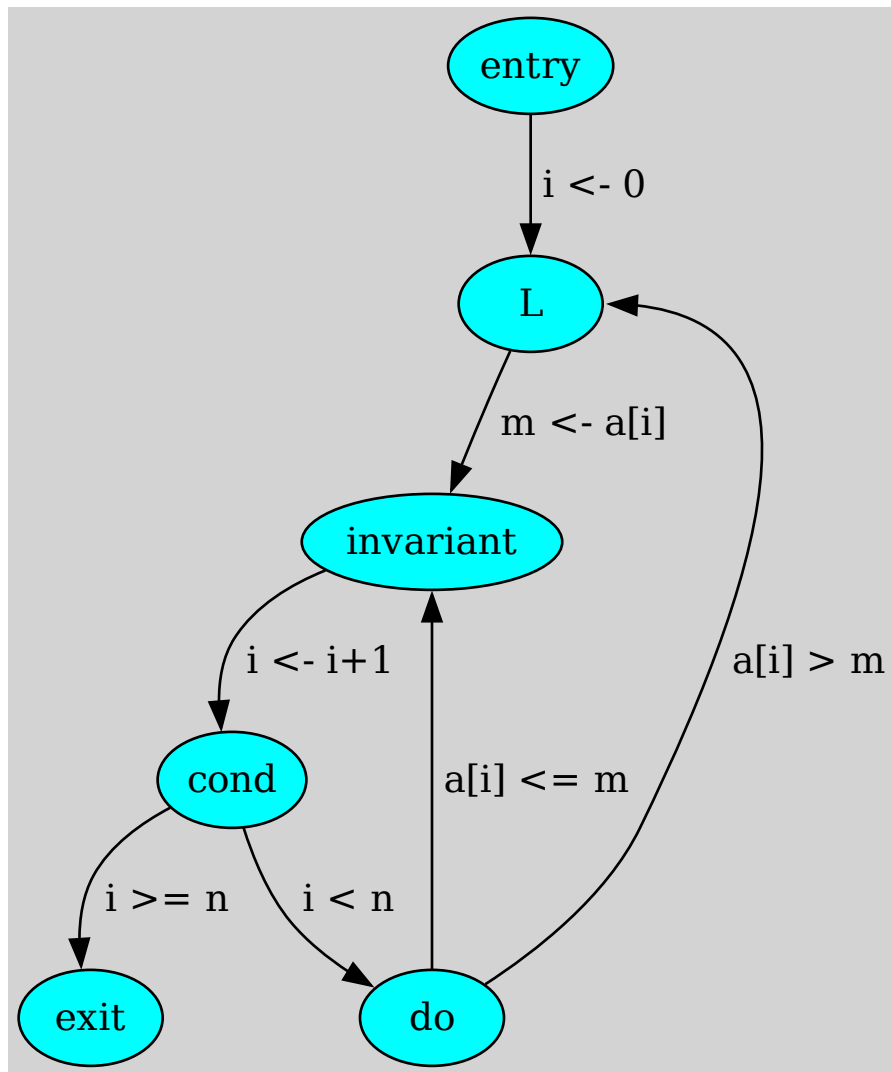 entry
i <- 0
L
m <- a[i]
invariant
i <- i+1
a[i] > m
cond
a[i] <= m
i >= n
i < n
exit
do